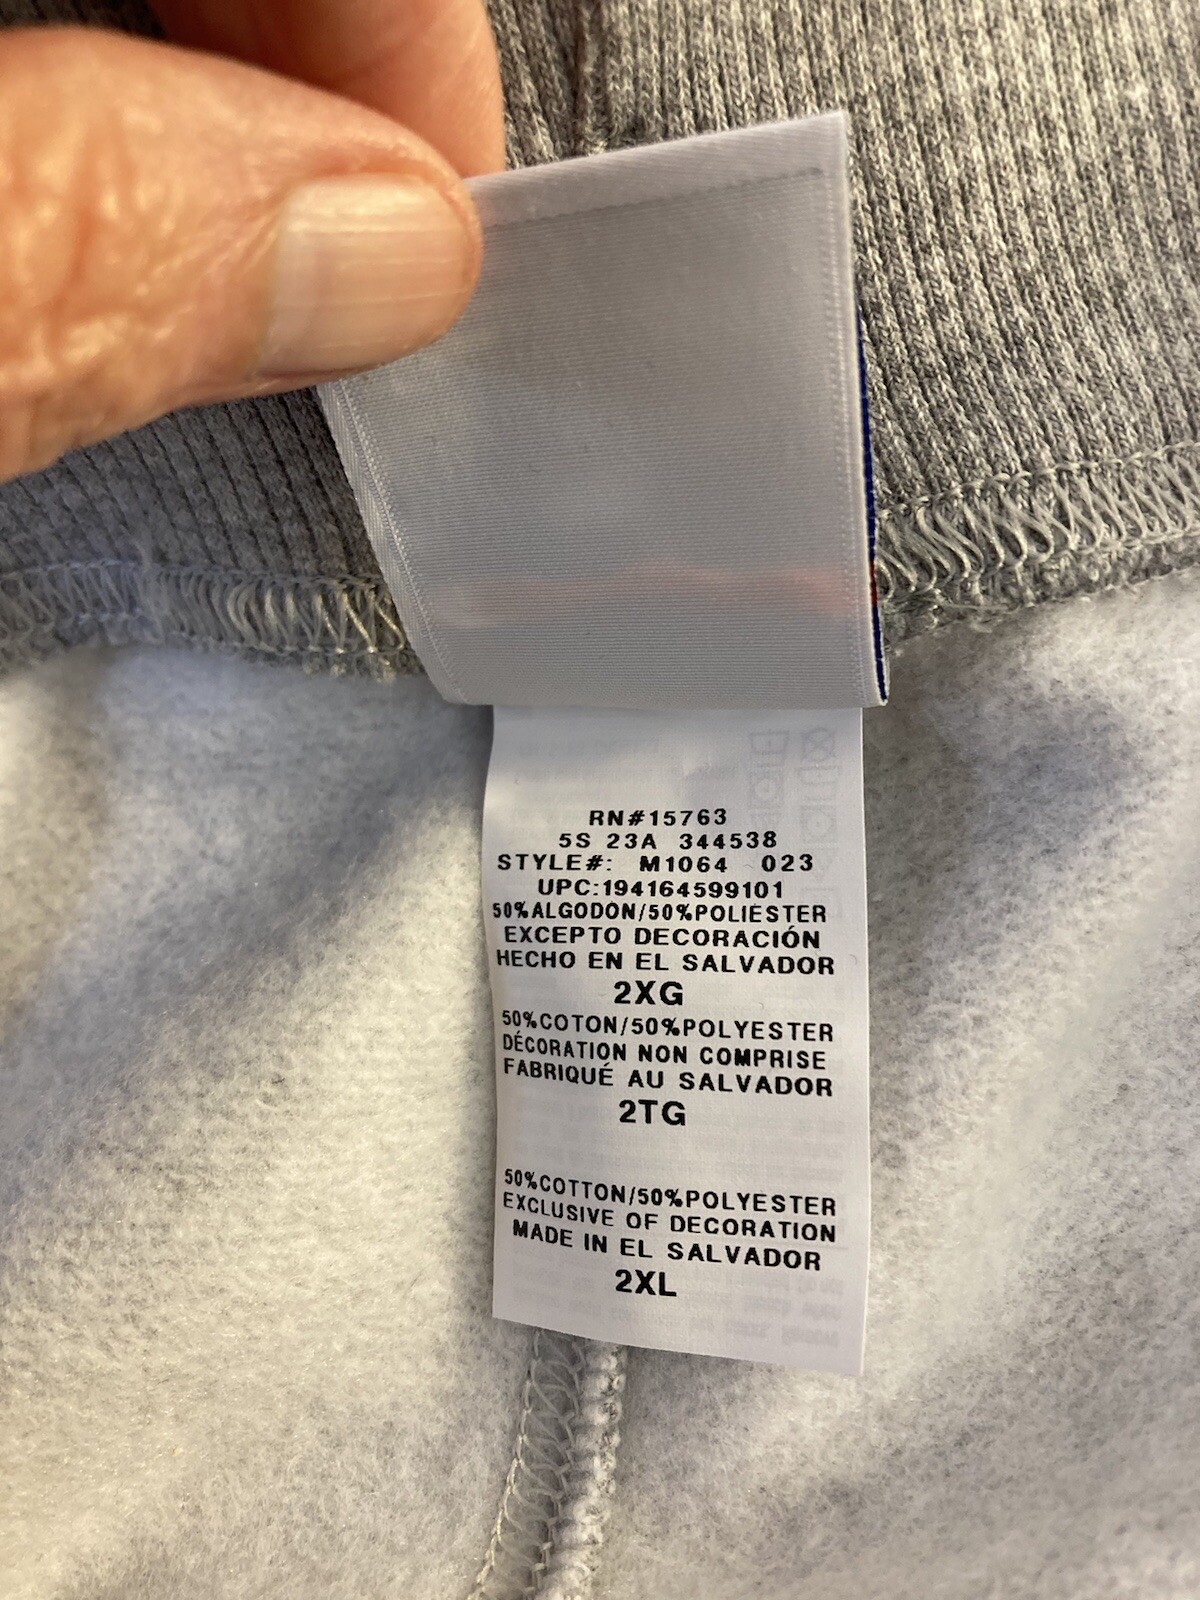 RN#15763
5S 23A 344538
STYLE#: M1064 023
UPC:194164599101
50%ALGODÓN/50%POLIÉSTER
EXCEPTO DECORACIÓN
HECHO EN EL SALVADOR
2XG
50%COTON/50%POLYESTER
DÉCORATION NON COMPRISE
FABRIQUÉ AU SALVADOR
2TG
50%COTTON/50%POLYESTER
EXCLUSIVE OF DECORATION
MADE IN EL SALVADOR
2XL